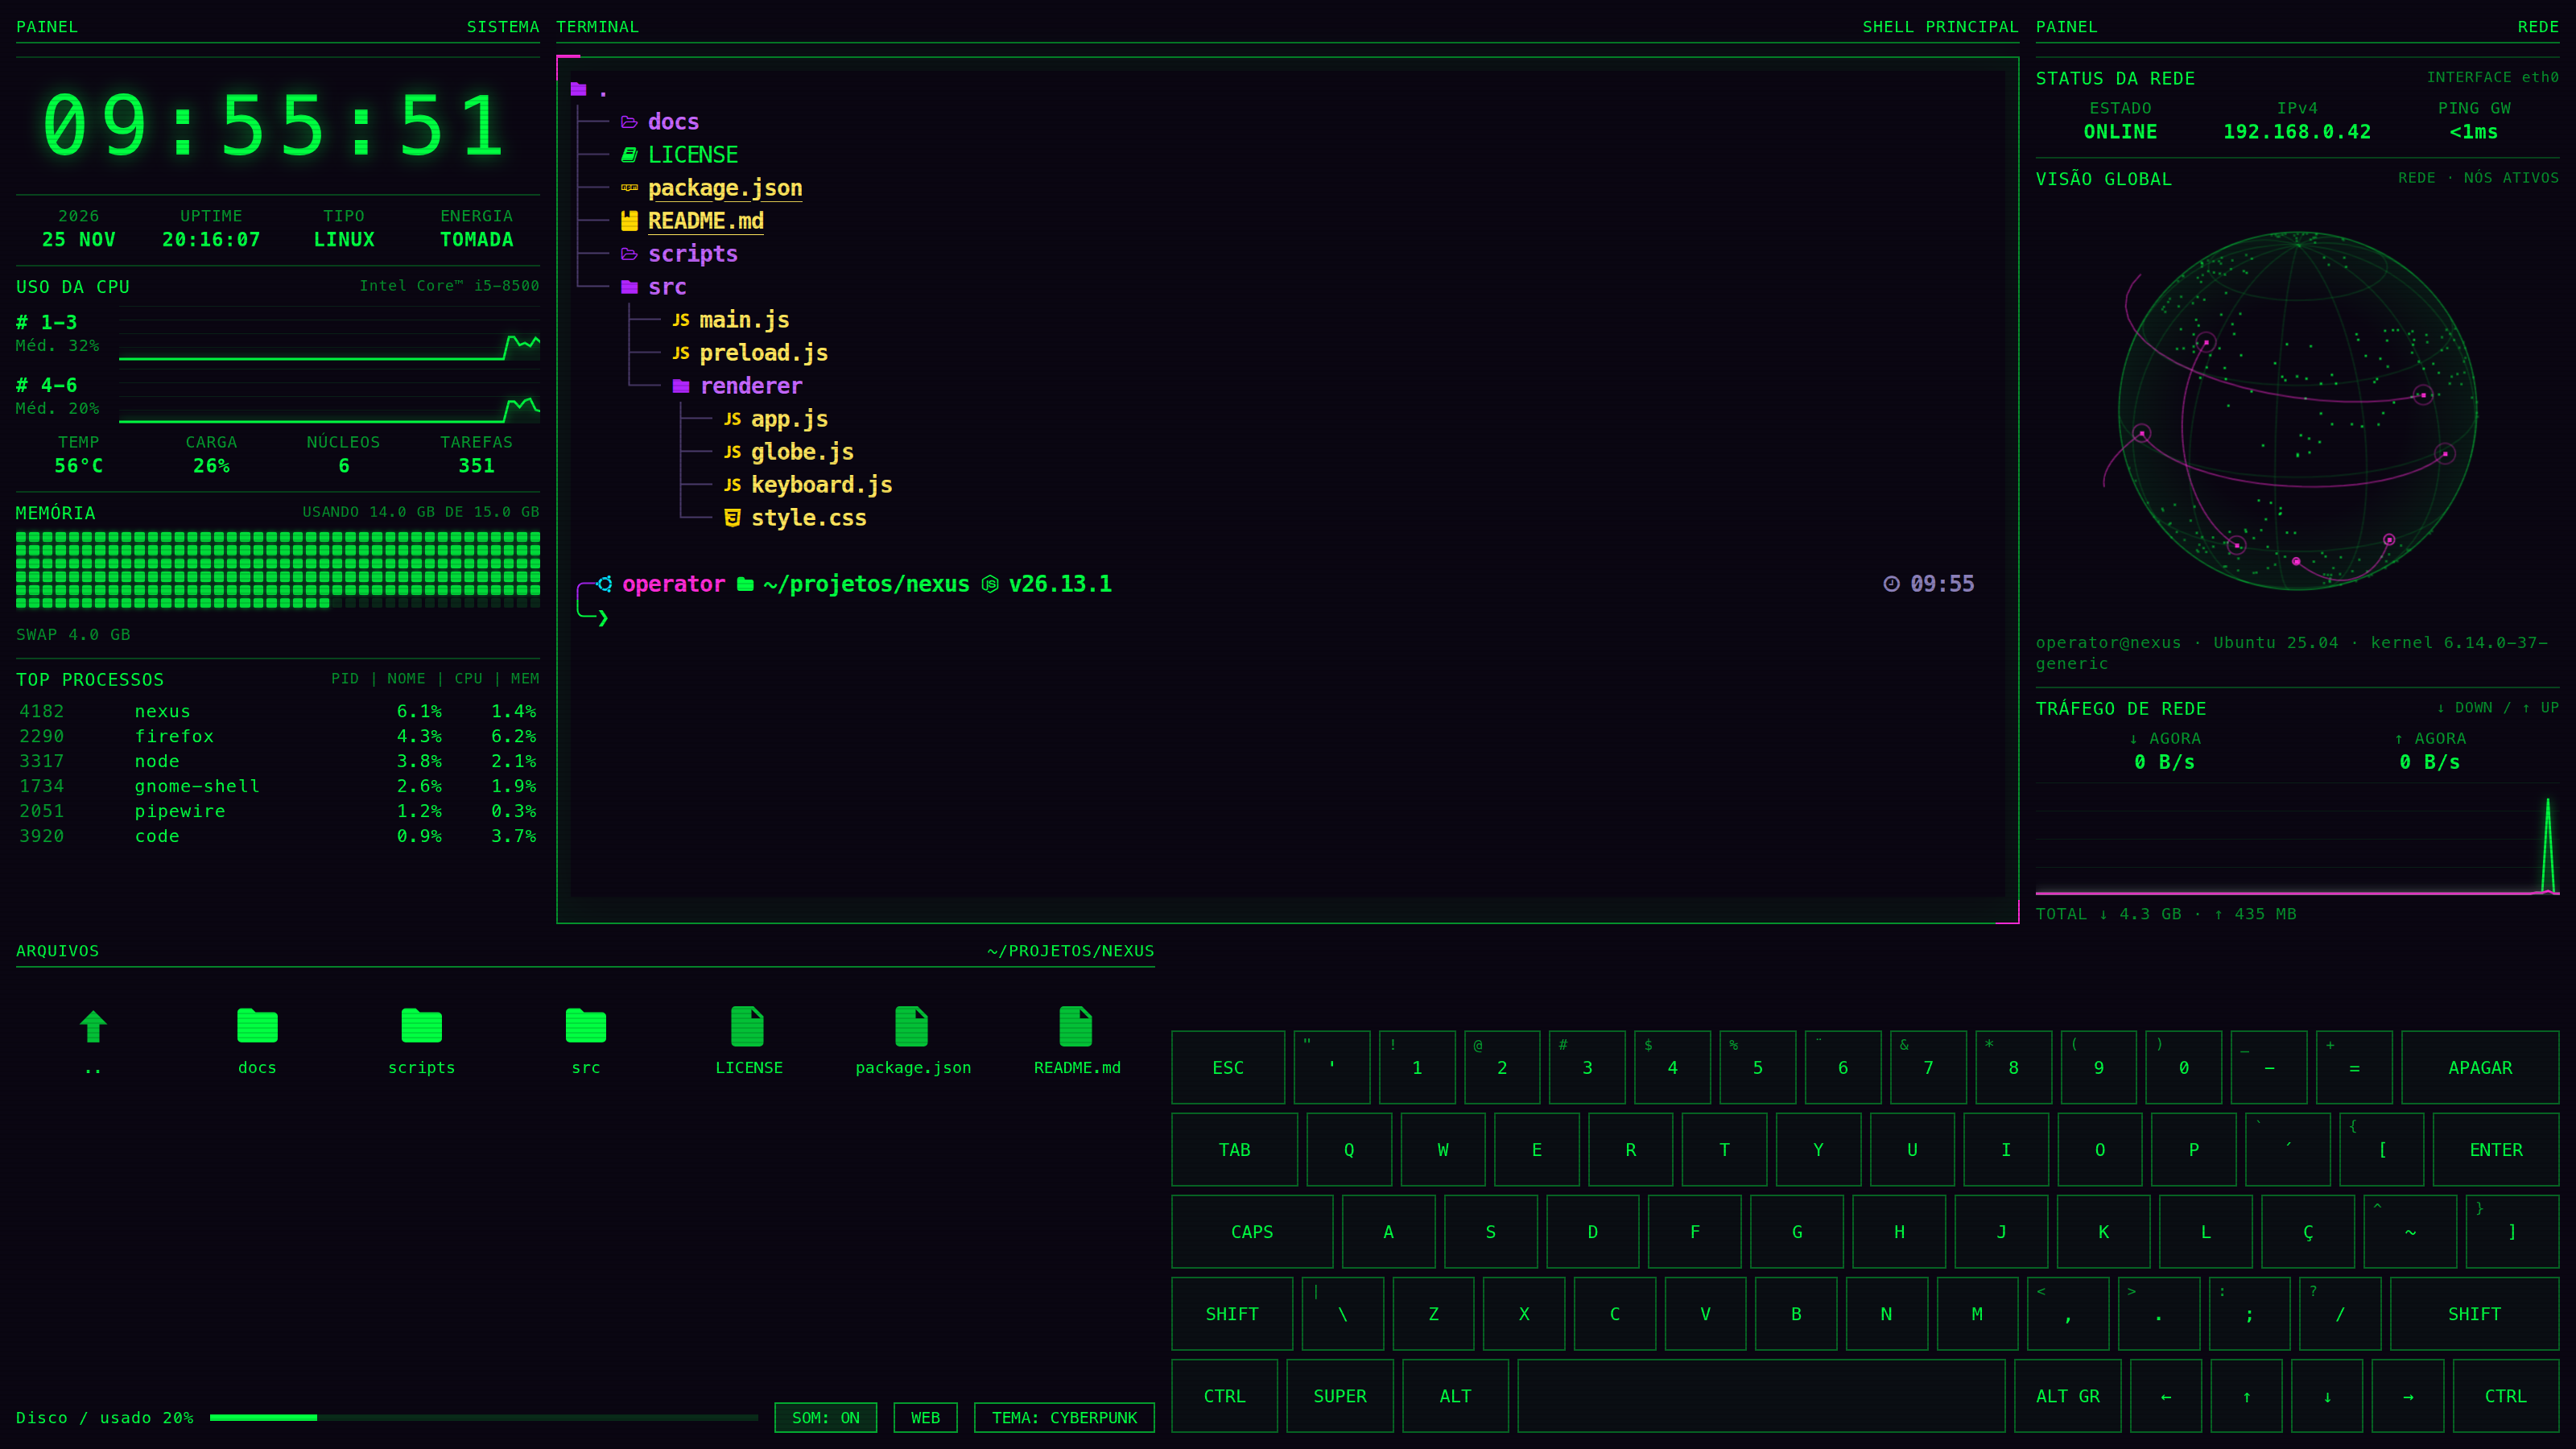 PAINEL SISTEMA
09:55:51
2026 UPTIME TIPO ENERGIA
25 NOV 20:16:07 LINUX TOMADA
USO DA CPU Intel Core™ i5-8500
# 1-3
Méd. 32%
# 4-6
Méd. 20%
TEMP CARGA NÚCLEOS TAREFAS
56°C 26% 6 351
MEMÓRIA USANDO 14.0 GB DE 15.0 GB
SWAP 4.0 GB
TOP PROCESSOS PID | NOME | CPU | MEM
4182 nexus 6.1% 1.4%
2290 firefox 4.3% 6.2%
3317 node 3.8% 2.1%
1734 gnome-shell 2.6% 1.9%
2051 pipewire 1.2% 0.3%
3920 code 0.9% 3.7%
TERMINAL SHELL PRINCIPAL
.
docs
LICENSE
npm package.json
README.md
scripts
src
JS main.js
JS preload.js
renderer
JS app.js
JS globe.js
JS keyboard.js
style.css
operator ~/projetos/nexus v26.13.1 09:55
❯
PAINEL REDE
STATUS DA REDE INTERFACE eth0
ESTADO IPv4 PING GW
ONLINE 192.168.0.42 <1ms
VISÃO GLOBAL REDE · NÓS ATIVOS
operator@nexus · Ubuntu 25.04 · kernel 6.14.0-37-
generic
TRÁFEGO DE REDE ↓ DOWN / ↑ UP
↓ AGORA ↑ AGORA
0 B/s 0 B/s
TOTAL ↓ 4.3 GB · ↑ 435 MB
ARQUIVOS ~/PROJETOS/NEXUS
.. docs scripts src LICENSE package.json README.md
Disco / usado 20% SOM: ON WEB TEMA: CYBERPUNK
" ! @ # $ % ¨ & * ( ) _ +
ESC ' 1 2 3 4 5 6 7 8 9 0 - = APAGAR
` {
TAB Q W E R T Y U I O P ´ [ ENTER
^ }
CAPS A S D F G H J K L Ç ~ ]
| < > : ?
SHIFT \ Z X C V B N M , . ; / SHIFT
CTRL SUPER ALT ALT GR ← ↑ ↓ → CTRL